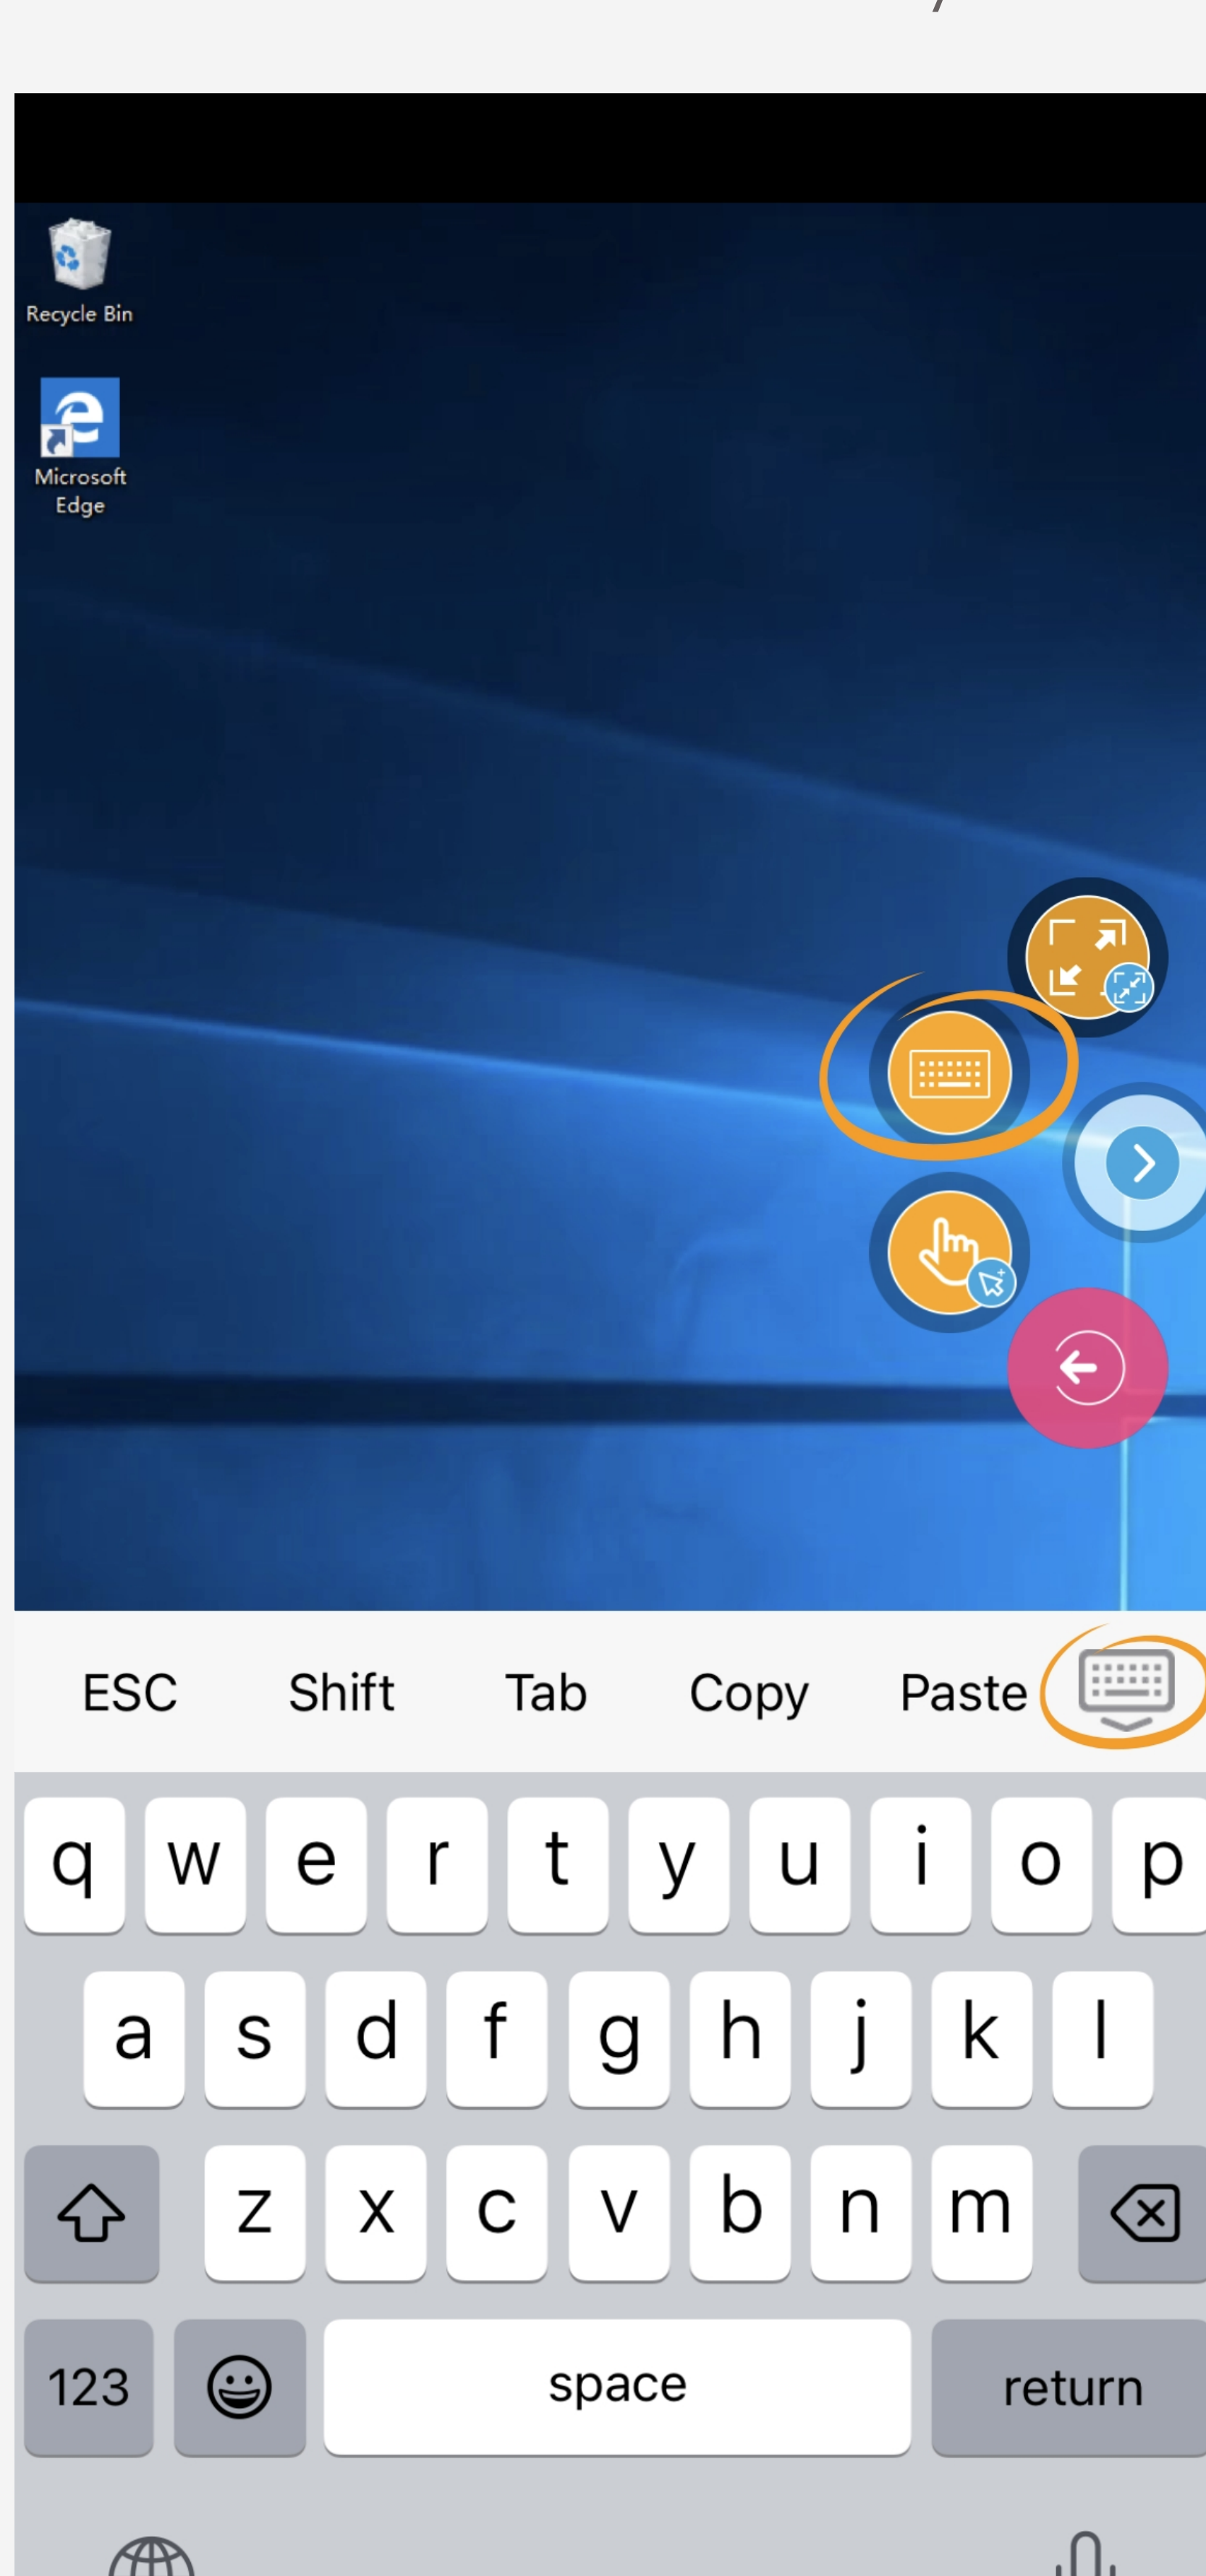 Recycle Bin
Microsoft
Edge
ESC Shift Tab Copy Paste
q w e r t y u i o p
a s d f g h j k l
z x c v b n m
123 space return